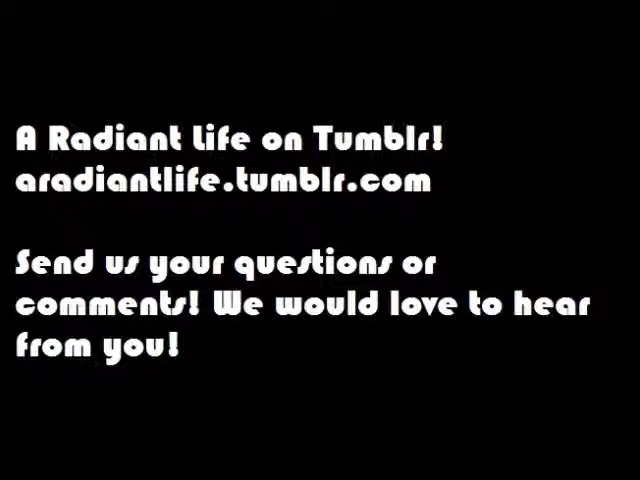 A Radiant Life on Tumblr!
aradiantlife.tumblr.com
Send us your questions or
comments! We would love to hear
from you!